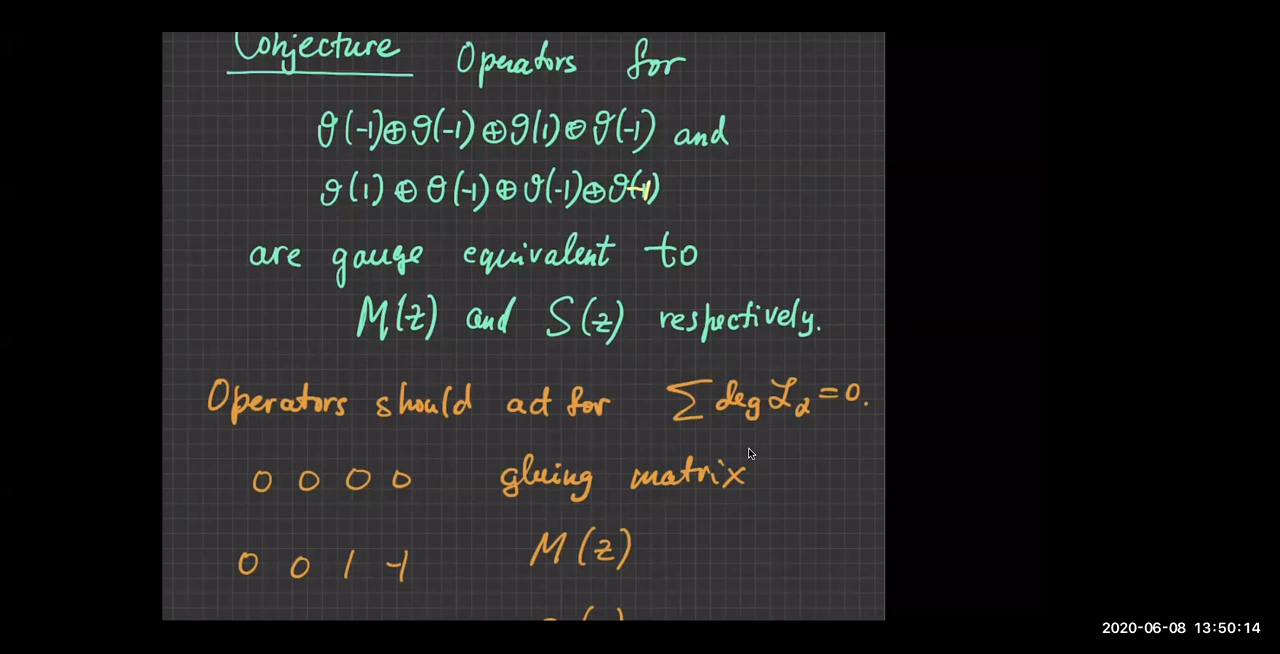 Conjecture Operators for
O(-1)⊕O(-1)⊕O(1)⊕O(-1) and
O(1)⊕O(-1)⊕O(-1)⊕O(-1)
are gauge equivalent to
M(z) and S(z) respectively.
Operators should act for ∑ deg ℒ_α = 0.
0 0 0 0 gluing matrix
0 0 1 -1 M(z)
2020-06-08 13:50:14